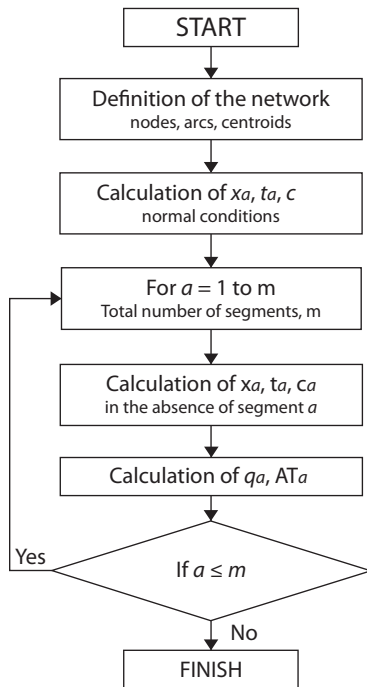 START
Definition of the network
nodes, arcs, centroids
Calculation of xa, ta, c
normal conditions
For a = 1 to m
Total number of segments, m
Calculation of xa, ta, ca
in the absence of segment a
Calculation of qa, ATa
Yes
If a ≤ m
No
FINISH